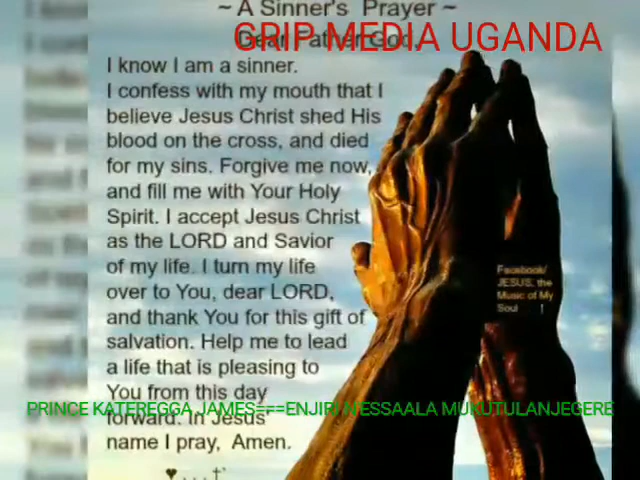 ~ A Sinner's Prayer ~
GRIP MEDIA UGANDA
Dear Father God,
I know I am a sinner.
I confess with my mouth that I
believe Jesus Christ shed His
blood on the cross, and died
for my sins. Forgive me now,
and fill me with Your Holy
Spirit. I accept Jesus Christ
as the LORD and Savior
of my life. I turn my life
over to You, dear LORD,
and thank You for this gift of
salvation. Help me to lead
a life that is pleasing to
You from this day
forward. In Jesus'
name I pray, Amen.
♥ . . . †
Facebook/
JESUS, the
Music of My
Soul !
PRINCE KATEREGGA JAMES===ENJIRI N'ESSAALA MUKUTULANJEGERE